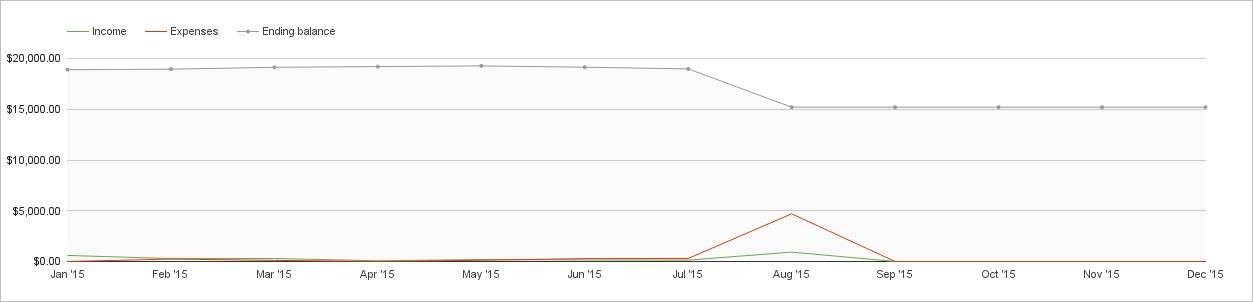 Income Expenses Ending balance
$20,000.00
$15,000.00
$10,000.00
$5,000.00
$0.00
Jan '15 Feb '15 Mar '15 Apr '15 May '15 Jun '15 Jul '15 Aug '15 Sep '15 Oct '15 Nov '15 Dec '15